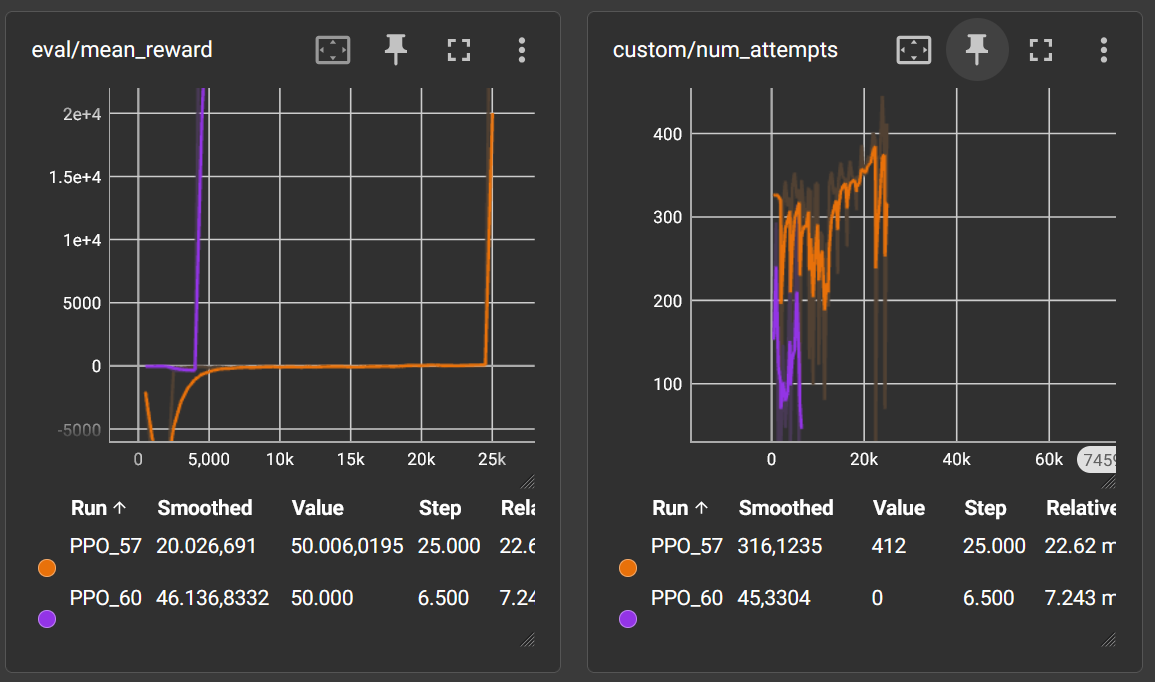 eval/mean_reward
2e+4
1.5e+4
1e+4
5000
0
-5000
0 5,000 10k 15k 20k 25k
Run ↑ Smoothed Value Step
PPO_57 20.026,691 50.006,0195 25.000 22.6
PPO_60 46.136,8332 50.000 6.500 7.24
custom/num_attempts
400
300
200
100
0 20k 40k 60k 7459
Run ↑ Smoothed Value Step Relative
PPO_57 316,1235 412 25.000 22.62 m
PPO_60 45,3304 0 6.500 7.243 m